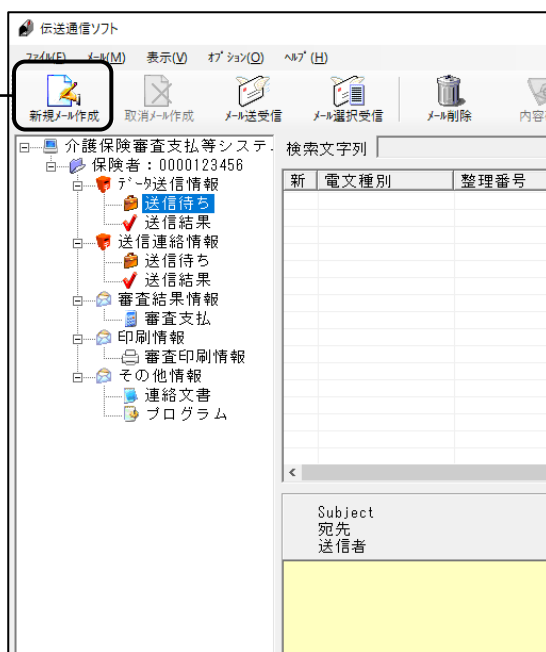 伝送通信ソフト
ファイル(F) メール(M) 表示(V) オプション(O) ヘルプ(H)
新規メール作成 取消メール作成 メール送受信 メール選択受信 メール削除 内容
介護保険審査支払等システ
保険者：0000123456
データ送信情報
送信待ち
送信結果
送信連絡情報
送信待ち
送信結果
審査結果情報
審査支払
印刷情報
審査印刷情報
その他情報
連絡文書
プログラム
検索文字列
新 電文種別 整理番号
Subject
宛先
送信者